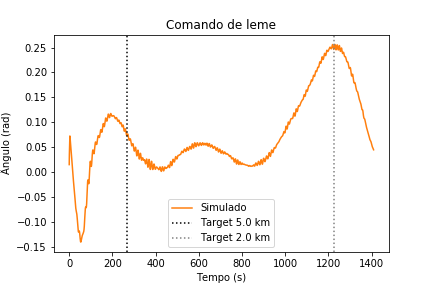 Comando de leme
Ângulo (rad)
0.25
0.20
0.15
0.10
0.05
0.00
−0.05
−0.10
−0.15
Simulado
Target 5.0 km
Target 2.0 km
0 200 400 600 800 1000 1200 1400
Tempo (s)